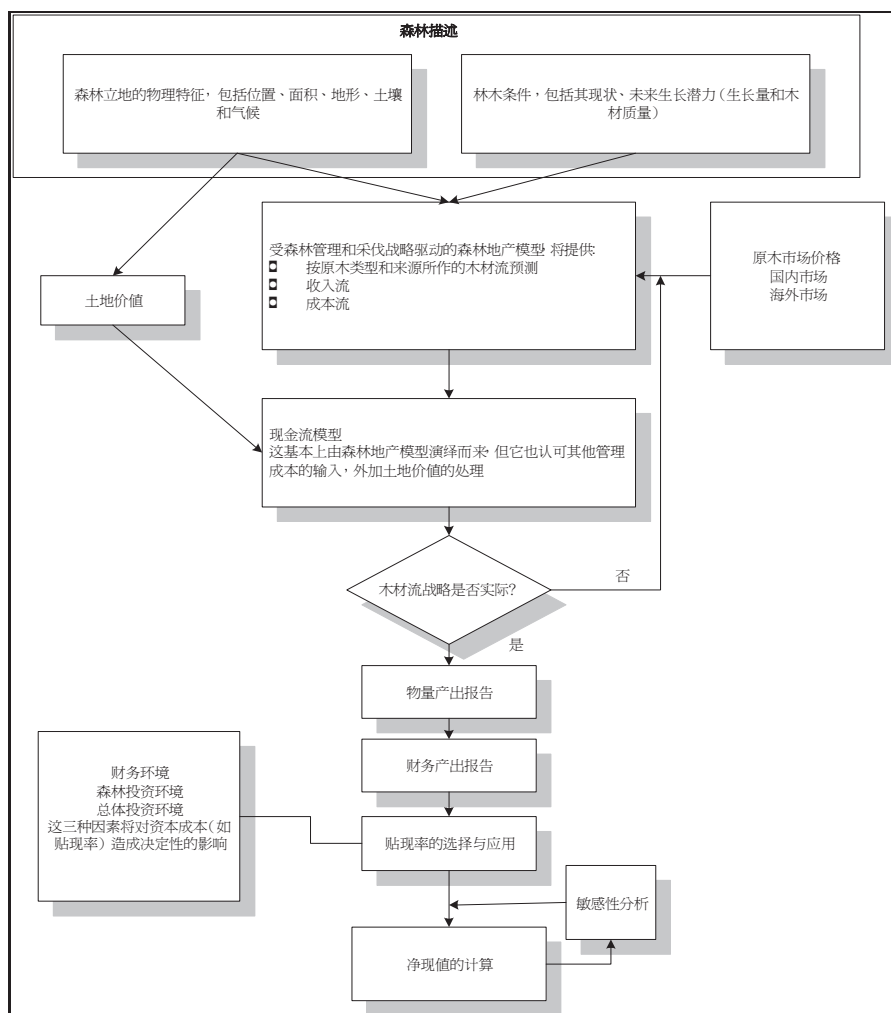 森林描述
森林立地的物理特征，包括位置、面积、地形、土壤
和气候
林木条件，包括其现状、未来生长潜力（生长量和木
材质量）
受森林管理和采伐战略驱动的森林地产模型,将提供:
按原木类型和来源所作的木材流预测
收入流
成本流
原木市场价格
国内市场
海外市场
土地价值
现金流模型
这基本上由森林地产模型演绎而来,但它也认可其他管理
成本的输入，外加土地价值的处理
木材流战略是否实际?
否
是
物量产出报告
财务产出报告
财务环境
森林投资环境
总体投资环境
这三种因素将对资本成本（如
贴现率）造成决定性的影响
贴现率的选择与应用
敏感性分析
净现值的计算